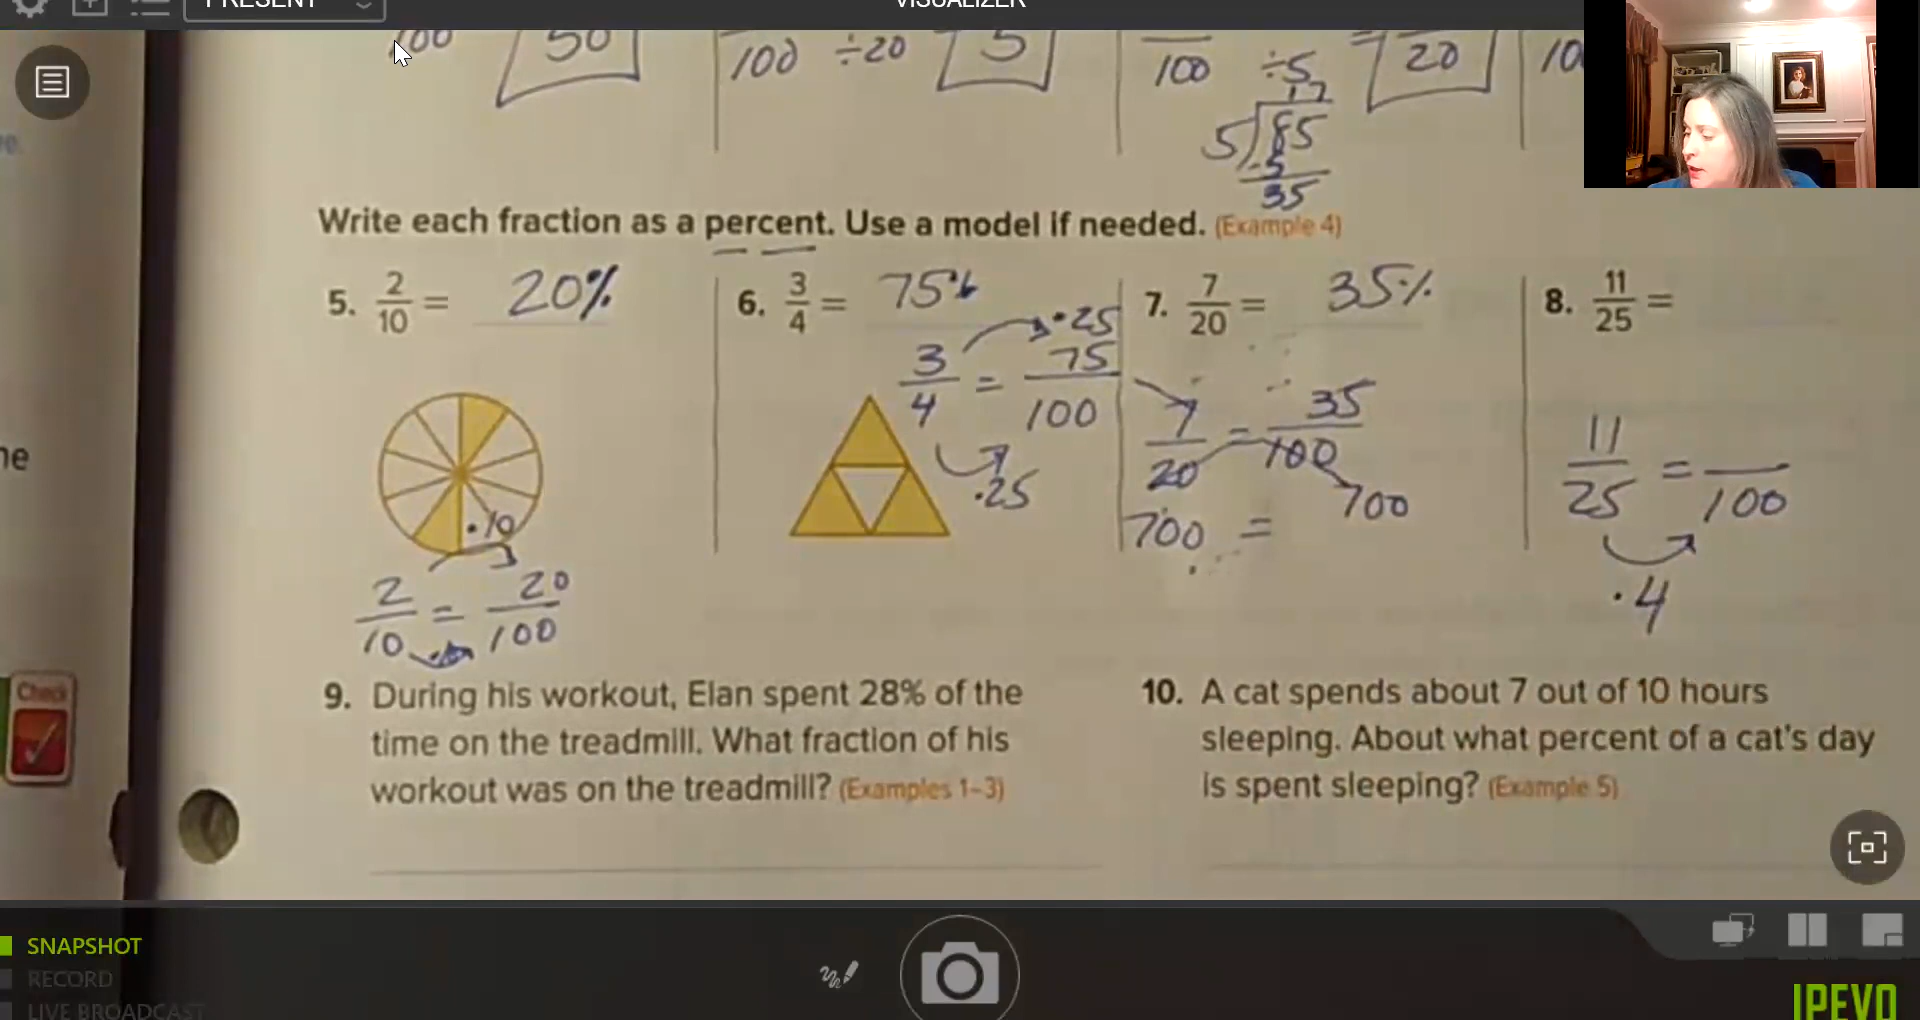 PRESENT
VISUALIZER
100 50
100 ÷20 5
100 ÷5 20
17
5 85
-5
35
Write each fraction as a percent. Use a model if needed. (Example 4)
5. 2/10 = 20%
6. 3/4 = 75%
7. 7/20 = 35%
8. 11/25 =
3/4 = 75/100
·25
·25
7/20 = 35/100
700 = 700
11/25 = /100
·4
·10
2/10 = 20/100
9. During his workout, Elan spent 28% of the
time on the treadmill. What fraction of his
workout was on the treadmill? (Examples 1–3)
10. A cat spends about 7 out of 10 hours
sleeping. About what percent of a cat's day
is spent sleeping? (Example 5)
Check
SNAPSHOT
RECORD
LIVE BROADCAST
IPEVO